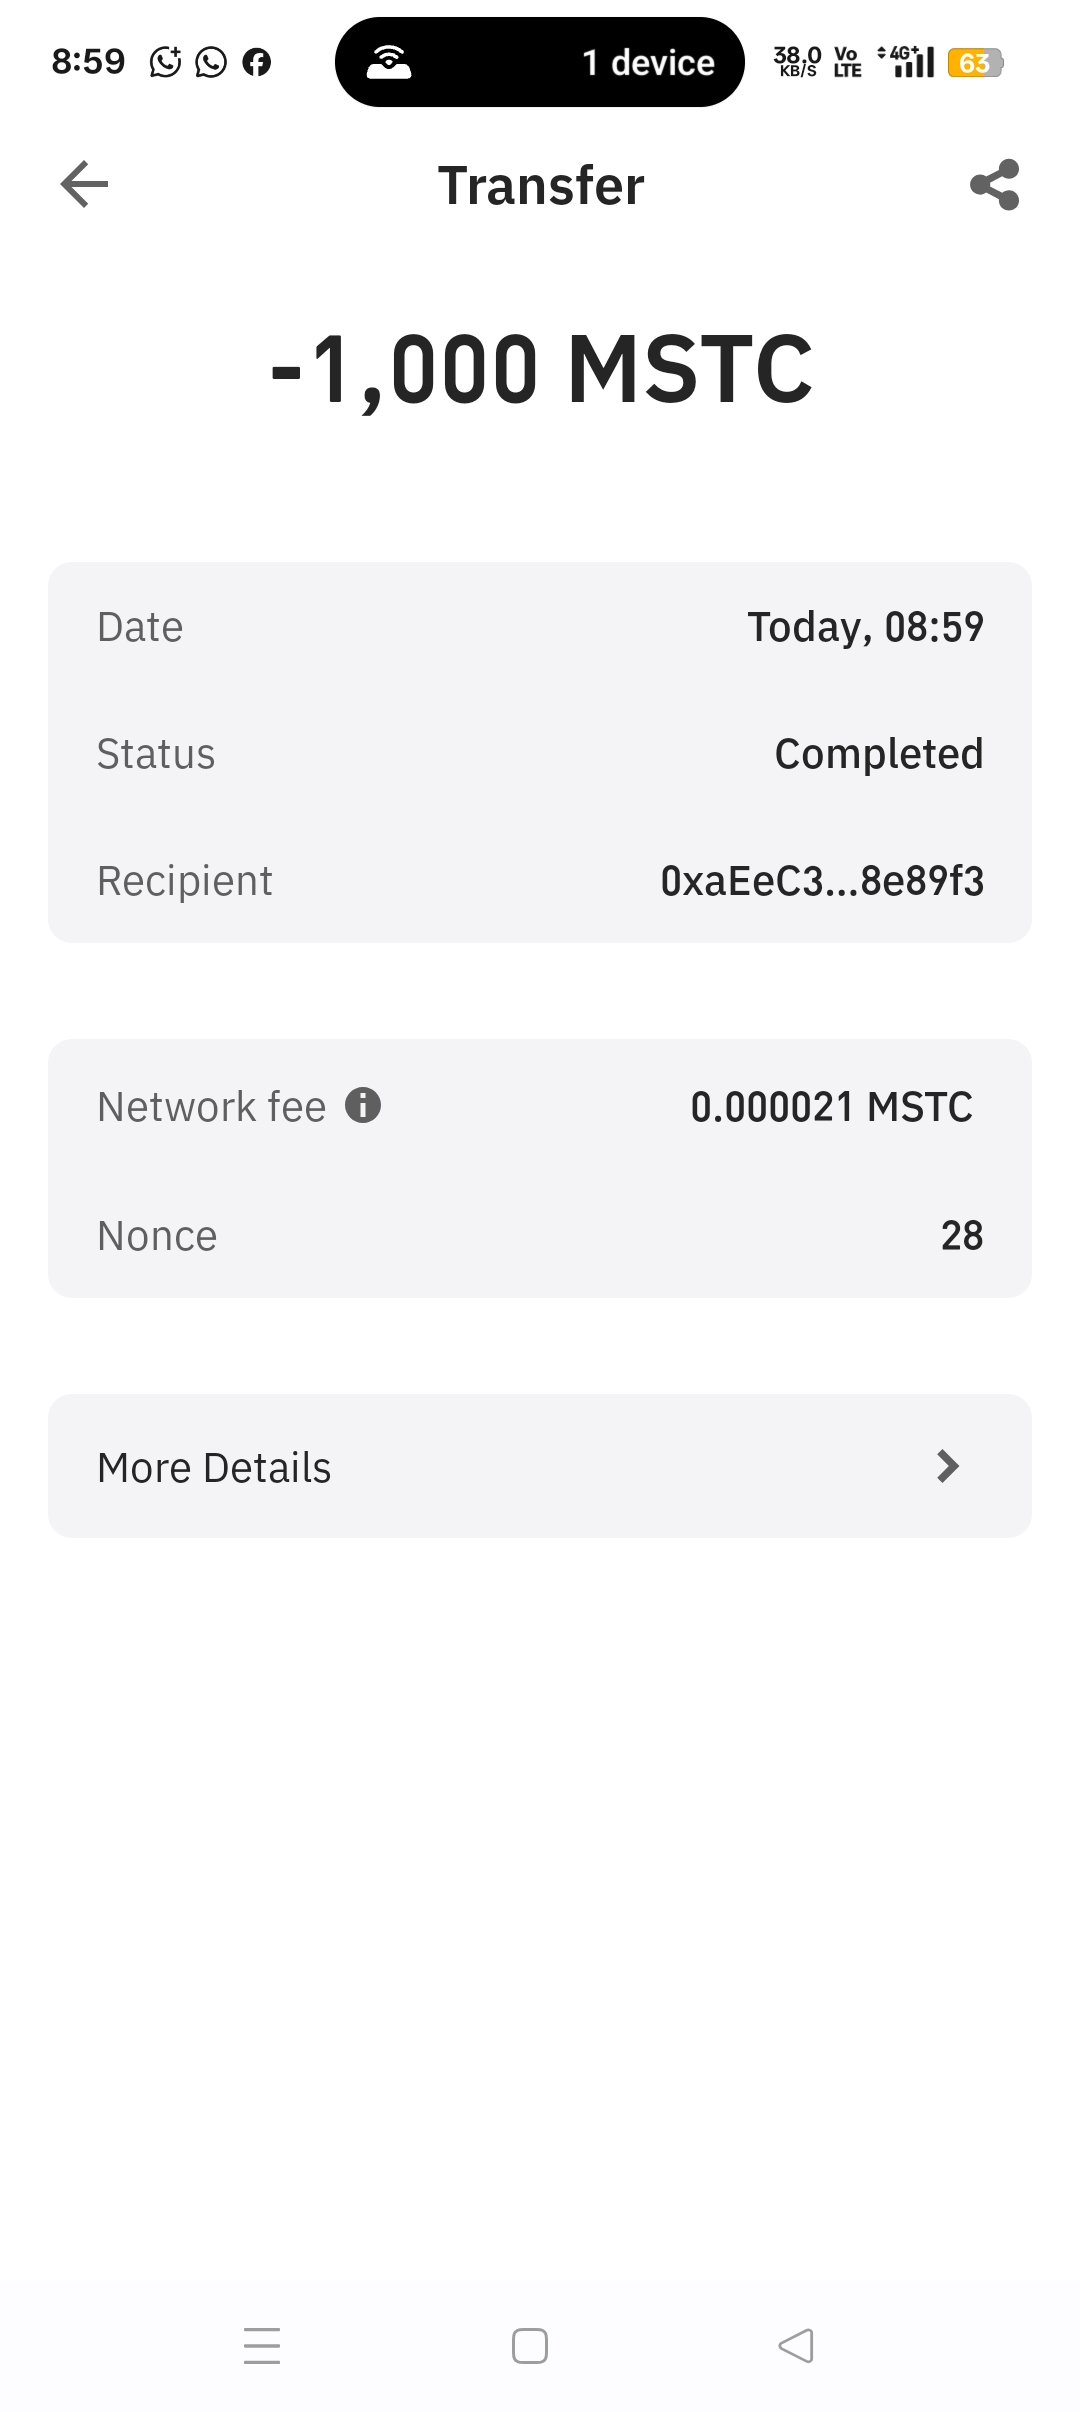 8:59
1 device
38.0 KB/S Vo LTE 4G+ 63
Transfer
-1,000 MSTC
Date Today, 08:59
Status Completed
Recipient 0xaEeC3...8e89f3
Network fee 0.000021 MSTC
Nonce 28
More Details